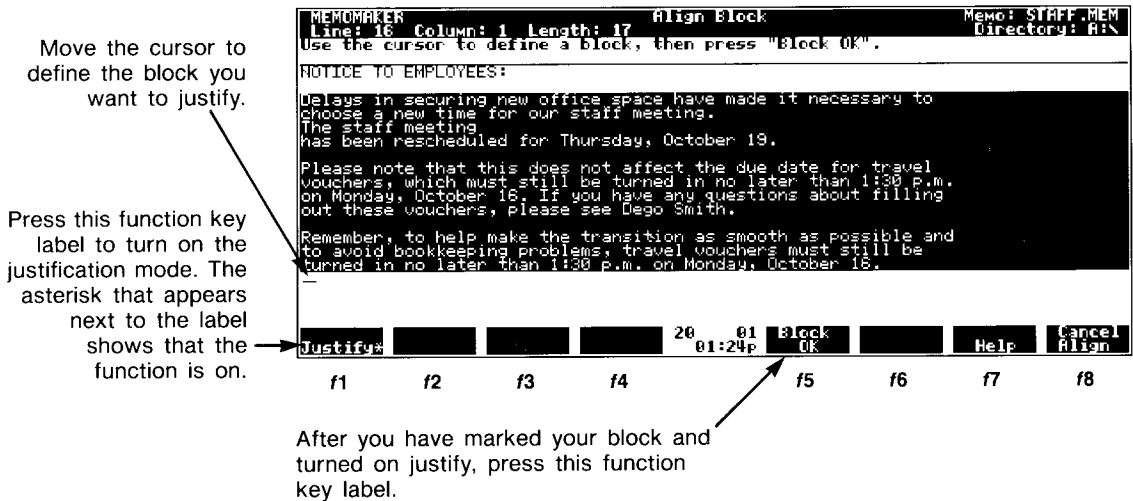 MEMOMAKER Align Block Memo: STAFF.MEM
Line: 16 Column: 1 Length: 17 Directory: A:\
Use the cursor to define a block, then press "Block OK".
NOTICE TO EMPLOYEES:
Delays in securing new office space have made it necessary to
choose a new time for our staff meeting.
The staff meeting
has been rescheduled for Thursday, October 19.
Please note that this does not affect the due date for travel
vouchers, which must still be turned in no later than 1:30 p.m.
on Monday, October 16. If you have any questions about filling
out these vouchers, please see Dego Smith.
Remember, to help make the transition as smooth as possible and
to avoid bookkeeping problems, travel vouchers must still be
turned in no later than 1:30 p.m. on Monday, October 16.
Justify*
20 01
01:24p
Block
OK
Help
Cancel
Align
f1 f2 f3 f4 f5 f6 f7 f8
Move the cursor to
define the block you
want to justify.
Press this function key
label to turn on the
justification mode. The
asterisk that appears
next to the label
shows that the
function is on.
After you have marked your block and
turned on justify, press this function
key label.